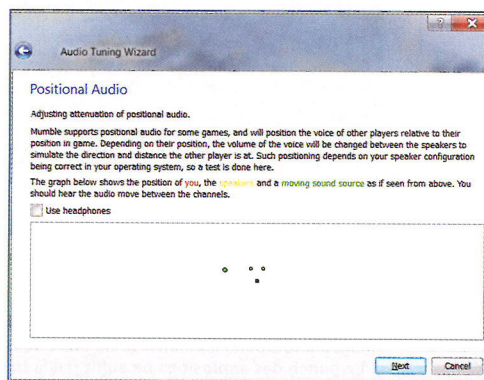 Audio Tuning Wizard
Positional Audio
Adjusting attenuation of positional audio.
Mumble supports positional audio for some games, and will position the voice of other players relative to their
position in game. Depending on their position, the volume of the voice will be changed between the speakers to
simulate the direction and distance the other player is at. Such positioning depends on your speaker configuration
being correct in your operating system, so a test is done here.
The graph below shows the position of you, the speakers and a moving sound source as if seen from above. You
should hear the audio move between the channels.
Use headphones
Next
Cancel